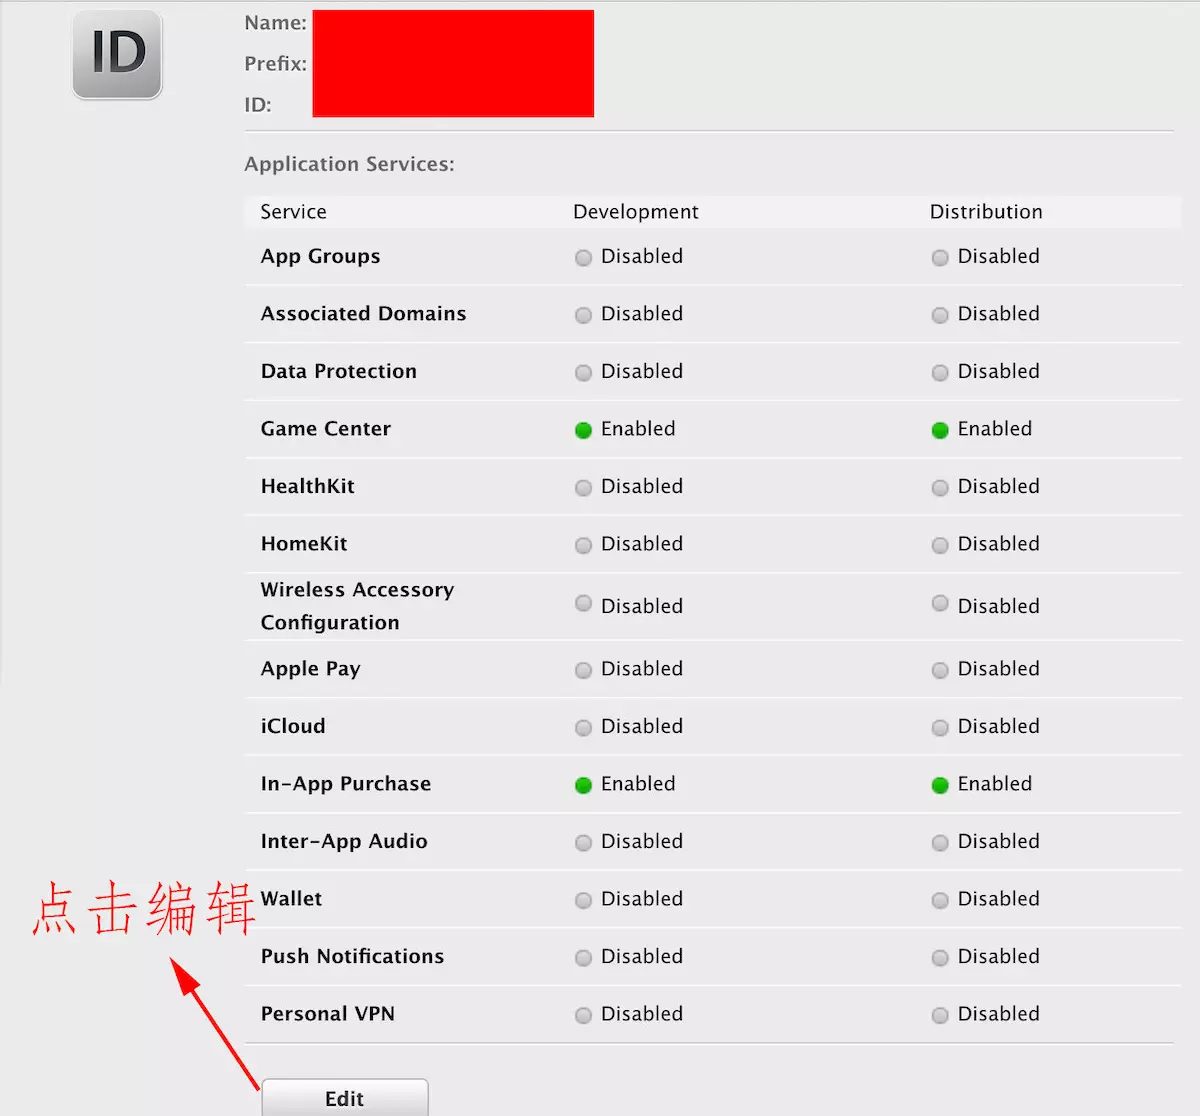 ID
Name:
Prefix:
ID:
Application Services:
Service Development Distribution
App Groups Disabled Disabled
Associated Domains Disabled Disabled
Data Protection Disabled Disabled
Game Center Enabled Enabled
HealthKit Disabled Disabled
HomeKit Disabled Disabled
Wireless Accessory
Configuration Disabled Disabled
Apple Pay Disabled Disabled
iCloud Disabled Disabled
In-App Purchase Enabled Enabled
Inter-App Audio Disabled Disabled
点击编辑
Wallet Disabled Disabled
Push Notifications Disabled Disabled
Personal VPN Disabled Disabled
Edit